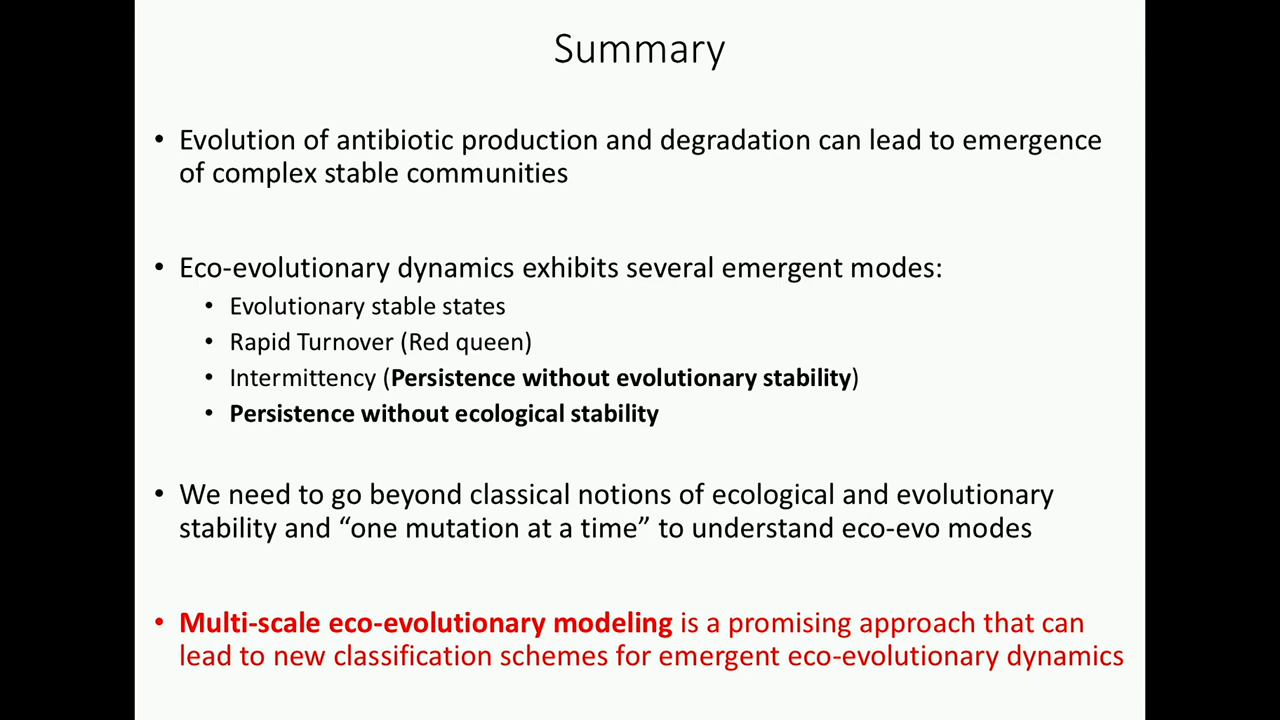 Summary
• Evolution of antibiotic production and degradation can lead to emergence
of complex stable communities
• Eco-evolutionary dynamics exhibits several emergent modes:
• Evolutionary stable states
• Rapid Turnover (Red queen)
• Intermittency (Persistence without evolutionary stability)
• Persistence without ecological stability
• We need to go beyond classical notions of ecological and evolutionary
stability and “one mutation at a time” to understand eco-evo modes
• Multi-scale eco-evolutionary modeling is a promising approach that can
lead to new classification schemes for emergent eco-evolutionary dynamics